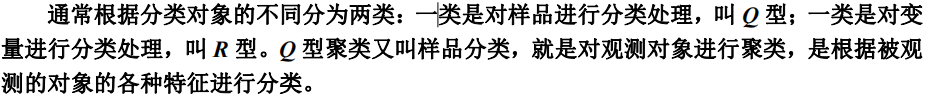 通常根据分类对象的不同分为两类：一类是对样品进行分类处理，叫 Q 型；一类是对变
量进行分类处理，叫 R 型。Q 型聚类又叫样品分类，就是对观测对象进行聚类，是根据被观
测的对象的各种特征进行分类。